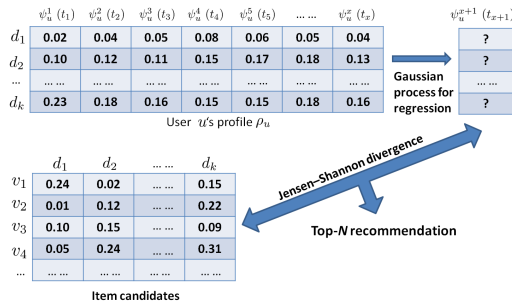 ψ_u^1 (t_1) ψ_u^2 (t_2) ψ_u^3 (t_3) ψ_u^4 (t_4) ψ_u^5 (t_5) ... ... ψ_u^x (t_x) ψ_u^{x+1} (t_{x+1})
d_1 0.02 0.04 0.05 0.08 0.06 0.05 0.04 ?
d_2 0.10 0.12 0.11 0.15 0.17 0.18 0.13 ?
... ... ... ... ... ... ... ... ... ... ... ... ... ... ... ... ...
d_k 0.23 0.18 0.16 0.15 0.15 0.18 0.16 ?
Gaussian
process for
regression
User u's profile ρ_u
Jensen–Shannon divergence
Top-N recommendation
d_1 d_2 ... ... d_k
v_1 0.24 0.02 0.15
v_2 0.01 0.12 0.22
v_3 0.10 0.15 0.09
v_4 0.05 0.24 0.31
... ... ... ... ... ... ... ... ...
Item candidates